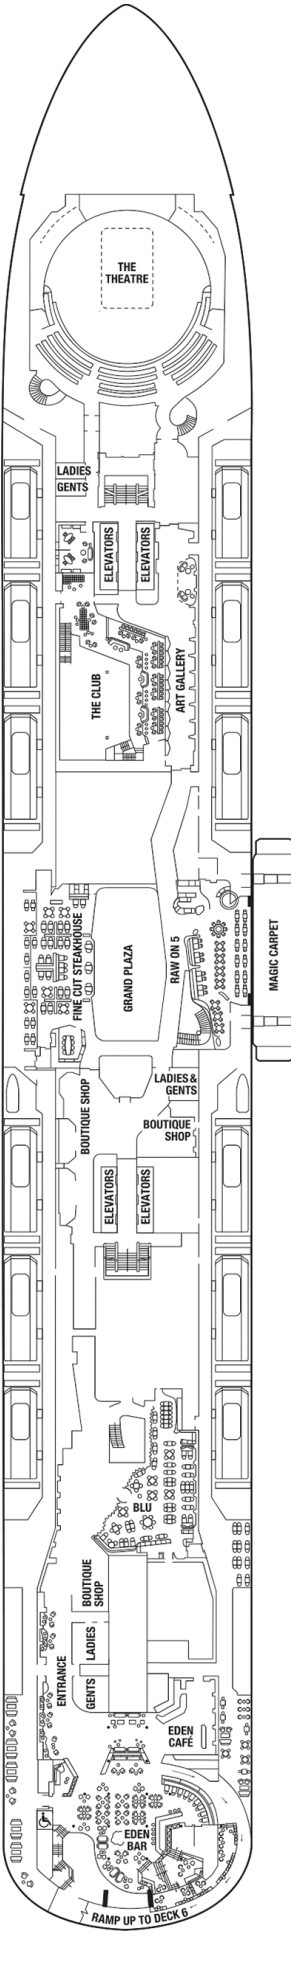 THE
THEATRE
LADIES
GENTS
ELEVATORS
ELEVATORS
THE CLUB
ART GALLERY
FINE CUT STEAKHOUSE
GRAND PLAZA
RAW ON 5
MAGIC CARPET
LADIES &
GENTS
BOUTIQUE SHOP
BOUTIQUE
SHOP
ELEVATORS
ELEVATORS
BLU
BOUTIQUE
SHOP
LADIES
ENTRANCE
GENTS
EDEN
CAFÉ
EDEN
BAR
RAMP UP TO DECK 6